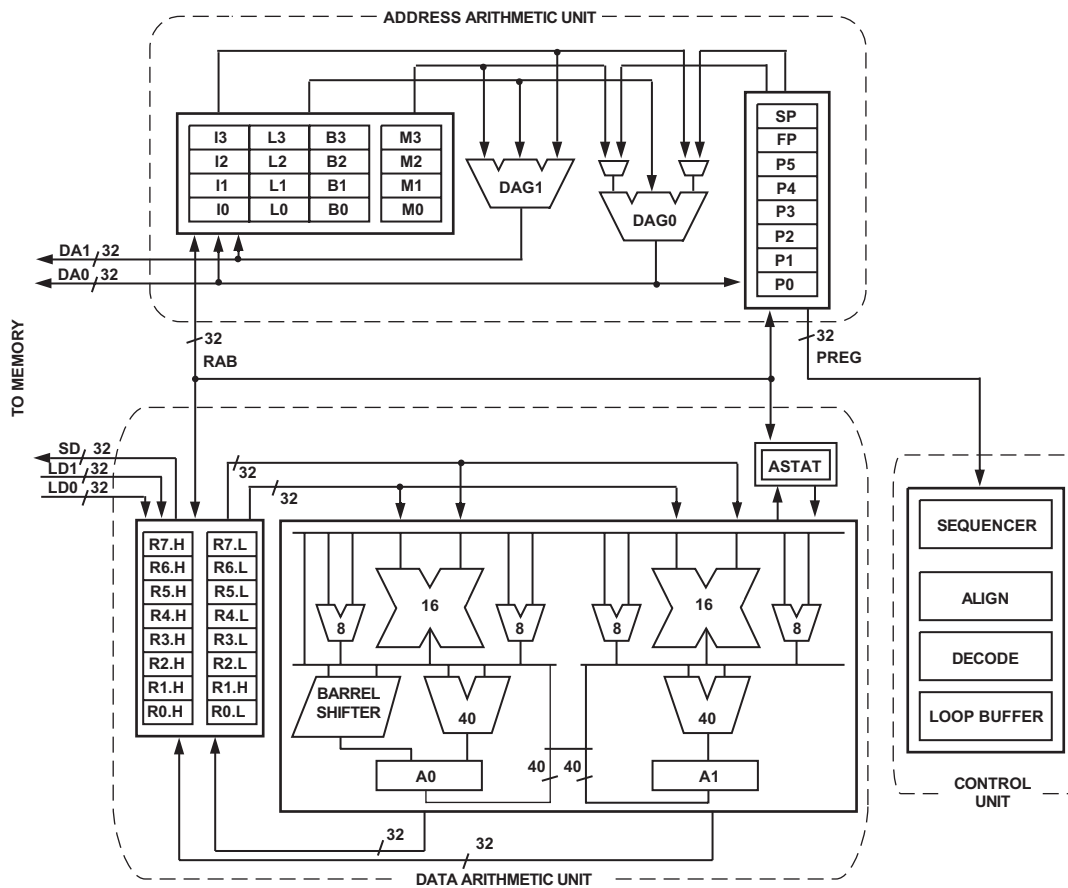 ADDRESS ARITHMETIC UNIT
I3 L3 B3 M3
I2 L2 B2 M2
I1 L1 B1 M1
I0 L0 B0 M0
DAG1
DAG0
SP
FP
P5
P4
P3
P2
P1
P0
DA1 32
DA0 32
32
RAB
32
PREG
TO MEMORY
SD 32
LD1 32
LD0 32
32
32
ASTAT
R7.H R7.L
R6.H R6.L
R5.H R5.L
R4.H R4.L
R3.H R3.L
R2.H R2.L
R1.H R1.H
R0.H R0.L
8 16 8 8 16 8
BARREL
SHIFTER
40
40
A0
40 40
A1
32
32
DATA ARITHMETIC UNIT
SEQUENCER
ALIGN
DECODE
LOOP BUFFER
CONTROL
UNIT